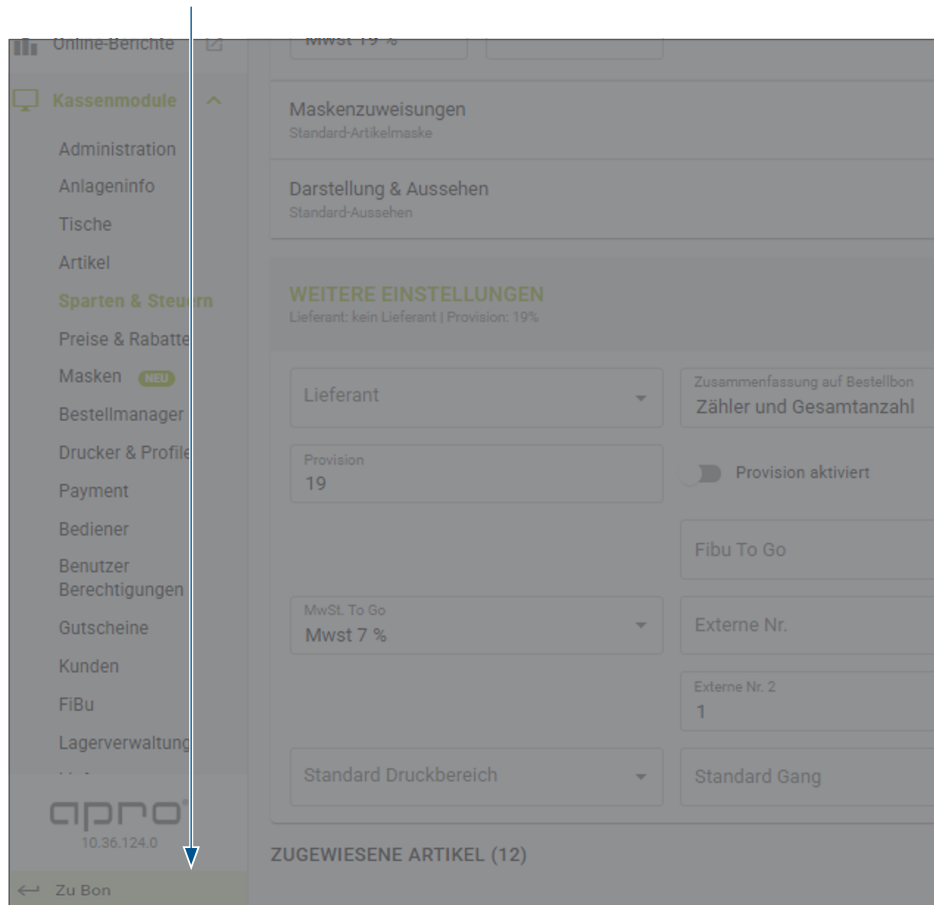 Online-Berichte
Kassenmodule
Administration
Anlageninfo
Tische
Artikel
Sparten & Steuern
Preise & Rabatte
Masken NEU
Bestellmanager
Drucker & Profile
Payment
Bediener
Benutzer
Berechtigungen
Gutscheine
Kunden
FiBu
Lagerverwaltung
apro
10.36.124.0
Zu Bon
Mwst 19 %
Maskenzuweisungen
Standard-Artikelmaske
Darstellung & Aussehen
Standard-Aussehen
WEITERE EINSTELLUNGEN
Lieferant: kein Lieferant | Provision: 19%
Lieferant
Zusammenfassung auf Bestellbon
Zähler und Gesamtanzahl
Provision
19
Provision aktiviert
Fibu To Go
MwSt. To Go
Mwst 7 %
Externe Nr.
Externe Nr. 2
1
Standard Druckbereich
Standard Gang
ZUGEWIESENE ARTIKEL (12)